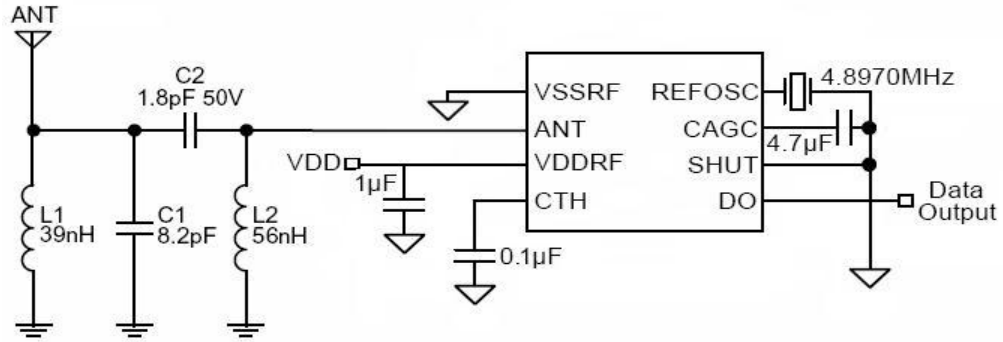 ANT
C2
1.8pF 50V
L1
39nH
C1
8.2pF
L2
56nH
VDD
1µF
0.1µF
VSSRF
ANT
VDDRF
CTH
REFOSC
CAGC
SHUT
DO
4.8970MHz
4.7µF
Data
Output